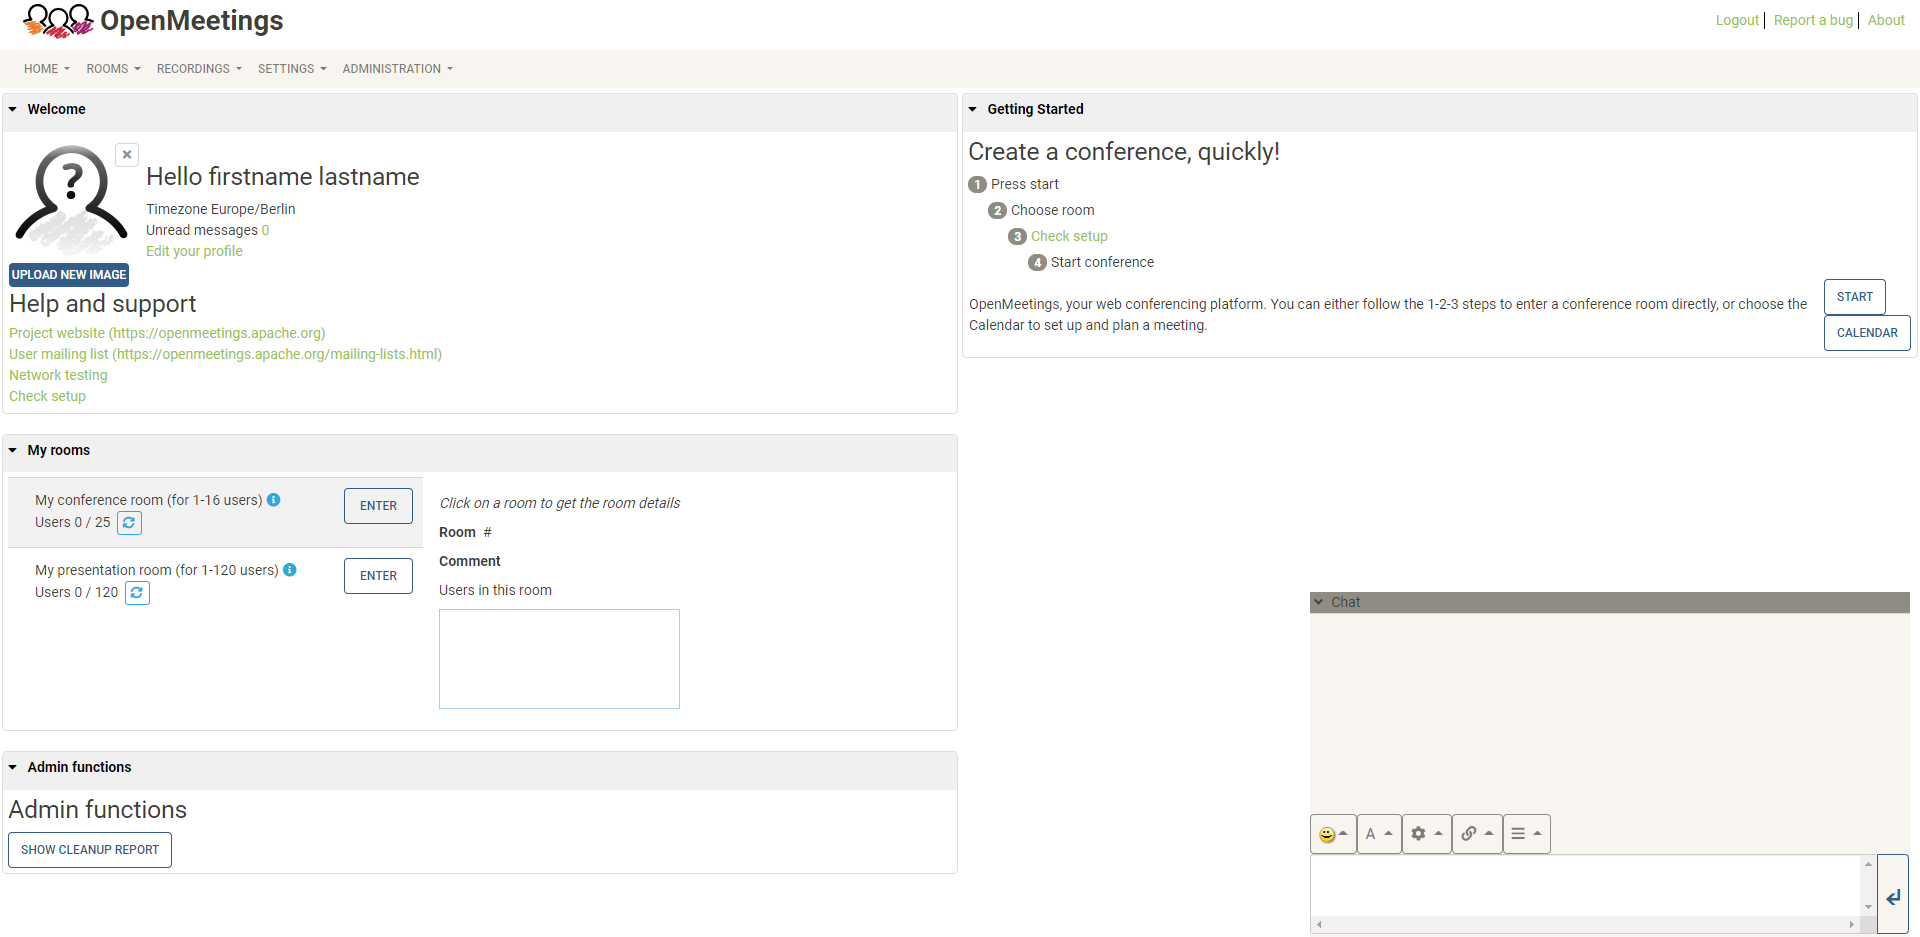 OpenMeetings
Logout
Report a bug
About
HOME
ROOMS
RECORDINGS
SETTINGS
ADMINISTRATION
Welcome
?
Hello firstname lastname
Timezone Europe/Berlin
Unread messages 0
Edit your profile
UPLOAD NEW IMAGE
Help and support
Project website (https://openmeetings.apache.org)
User mailing list (https://openmeetings.apache.org/mailing-lists.html)
Network testing
Check setup
Getting Started
Create a conference, quickly!
1 Press start
2 Choose room
3 Check setup
4 Start conference
OpenMeetings, your web conferencing platform. You can either follow the 1-2-3 steps to enter a conference room directly, or choose the
Calendar to set up and plan a meeting.
START
CALENDAR
My rooms
My conference room (for 1-16 users)
Users 0 / 25
ENTER
My presentation room (for 1-120 users)
Users 0 / 120
ENTER
Click on a room to get the room details
Room #
Comment
Users in this room
Admin functions
Admin functions
SHOW CLEANUP REPORT
Chat
A